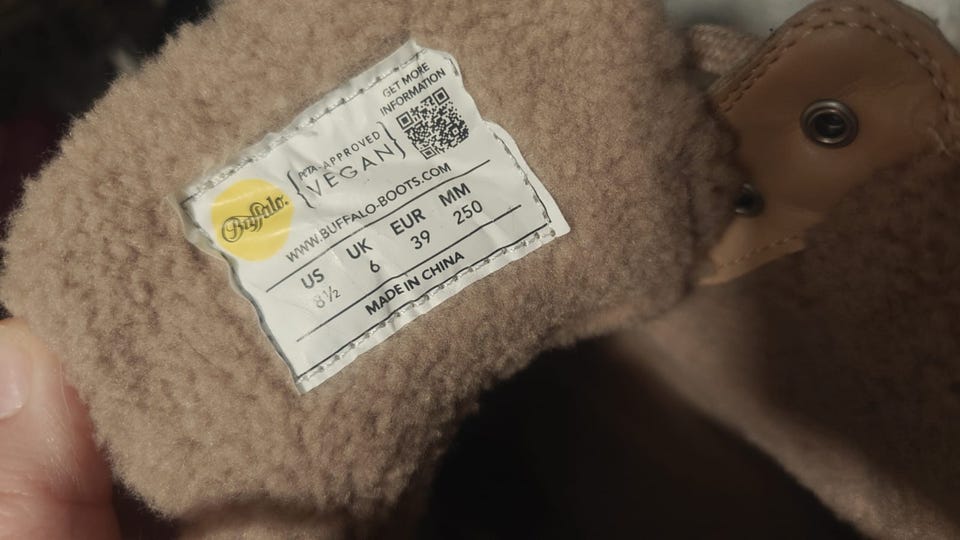 GET MORE
INFORMATION
{PETA-APPROVED
VEGAN}
Buffalo.
WWW.BUFFALO-BOOTS.COM
US UK EUR MM
8½ 6 39 250
MADE IN CHINA